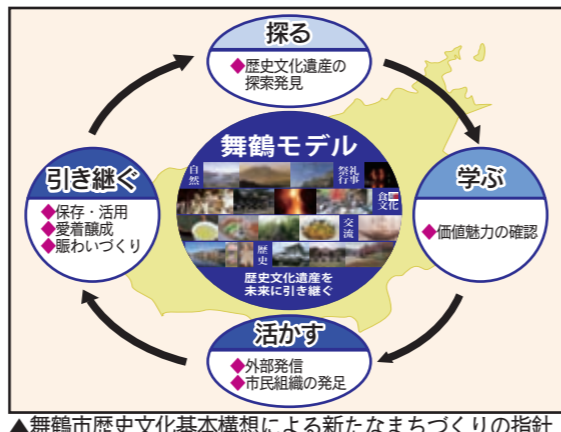 探る
◆歴史文化遺産の
探索発見
引き継ぐ
◆保存・活用
◆愛着醸成
◆賑わいづくり
舞鶴モデル
自然
祭礼行事
食文化
交流
歴史
歴史文化遺産を
未来に引き継ぐ
学ぶ
◆価値魅力の確認
活かす
◆外部発信
◆市民組織の発足
▲舞鶴市歴史文化基本構想による新たなまちづくりの指針